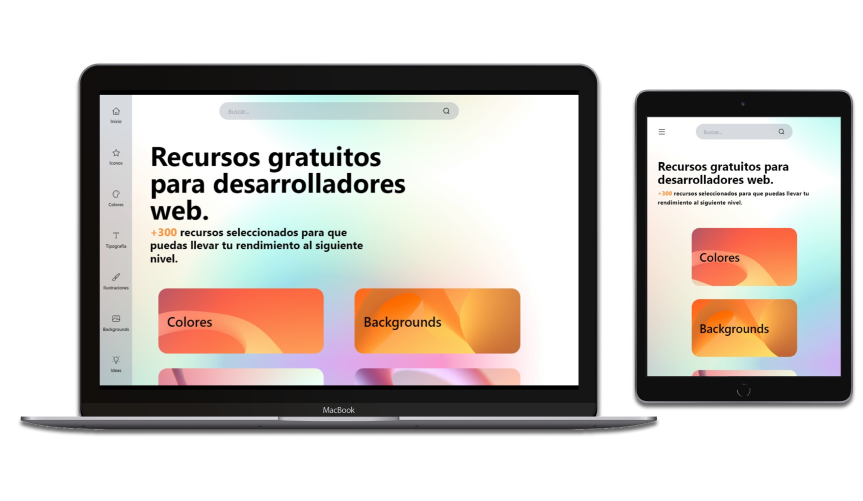 Buscar...
Inicio
Iconos
Colores
Tipografía
Ilustraciones
Backgrounds
Ideas
Recursos gratuitos
para desarrolladores
web.
+300 recursos seleccionados para que
puedas llevar tu rendimiento al siguiente
nivel.
Colores
Backgrounds
MacBook
Buscar...
Recursos gratuitos para
desarrolladores web.
+300 recursos seleccionados para que puedas llevar tu
rendimiento al siguiente nivel.
Colores
Backgrounds